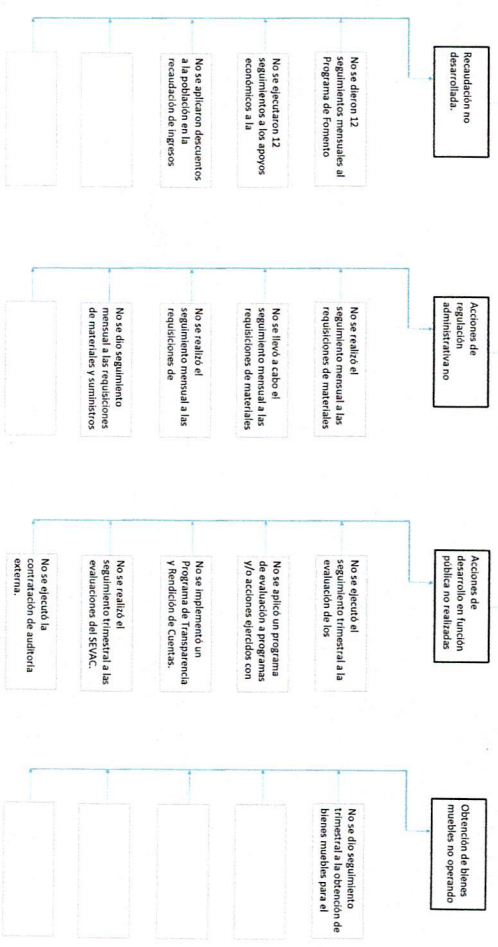 Recaudación no
desarrollada.
No se dieron 12
seguimientos mensuales al
Programa de Fomento
No se ejecutaron 12
seguimientos a los apoyos
económicos a la
No se aplicaron descuentos
a la población en la
recaudación de ingresos
Acciones de
regulación
administrativa no
No se realizó el
seguimiento mensual a las
requisiciones de materiales
No se llevó a cabo el
seguimiento mensual a las
requisiciones de materiales
No se realizó el
seguimiento mensual a las
requisiciones de
No se dio seguimiento
mensual a las requisiciones
de materiales y suministros
Acciones de
desarrollo en función
pública no realizadas
No se ejecutó el
seguimiento trimestral a la
evaluación de los
No se aplicó un programa
de evaluación a programas
y/o acciones ejercidos con
No se implementó un
Programa de Transparencia
y Rendición de Cuentas.
No se realizó el
seguimiento trimestral a las
evaluaciones del SEVAC.
No se ejecutó la
contratación de auditoría
externa.
Obtención de bienes
muebles no operando
No se dio seguimiento
trimestral a la obtención de
bienes muebles para el